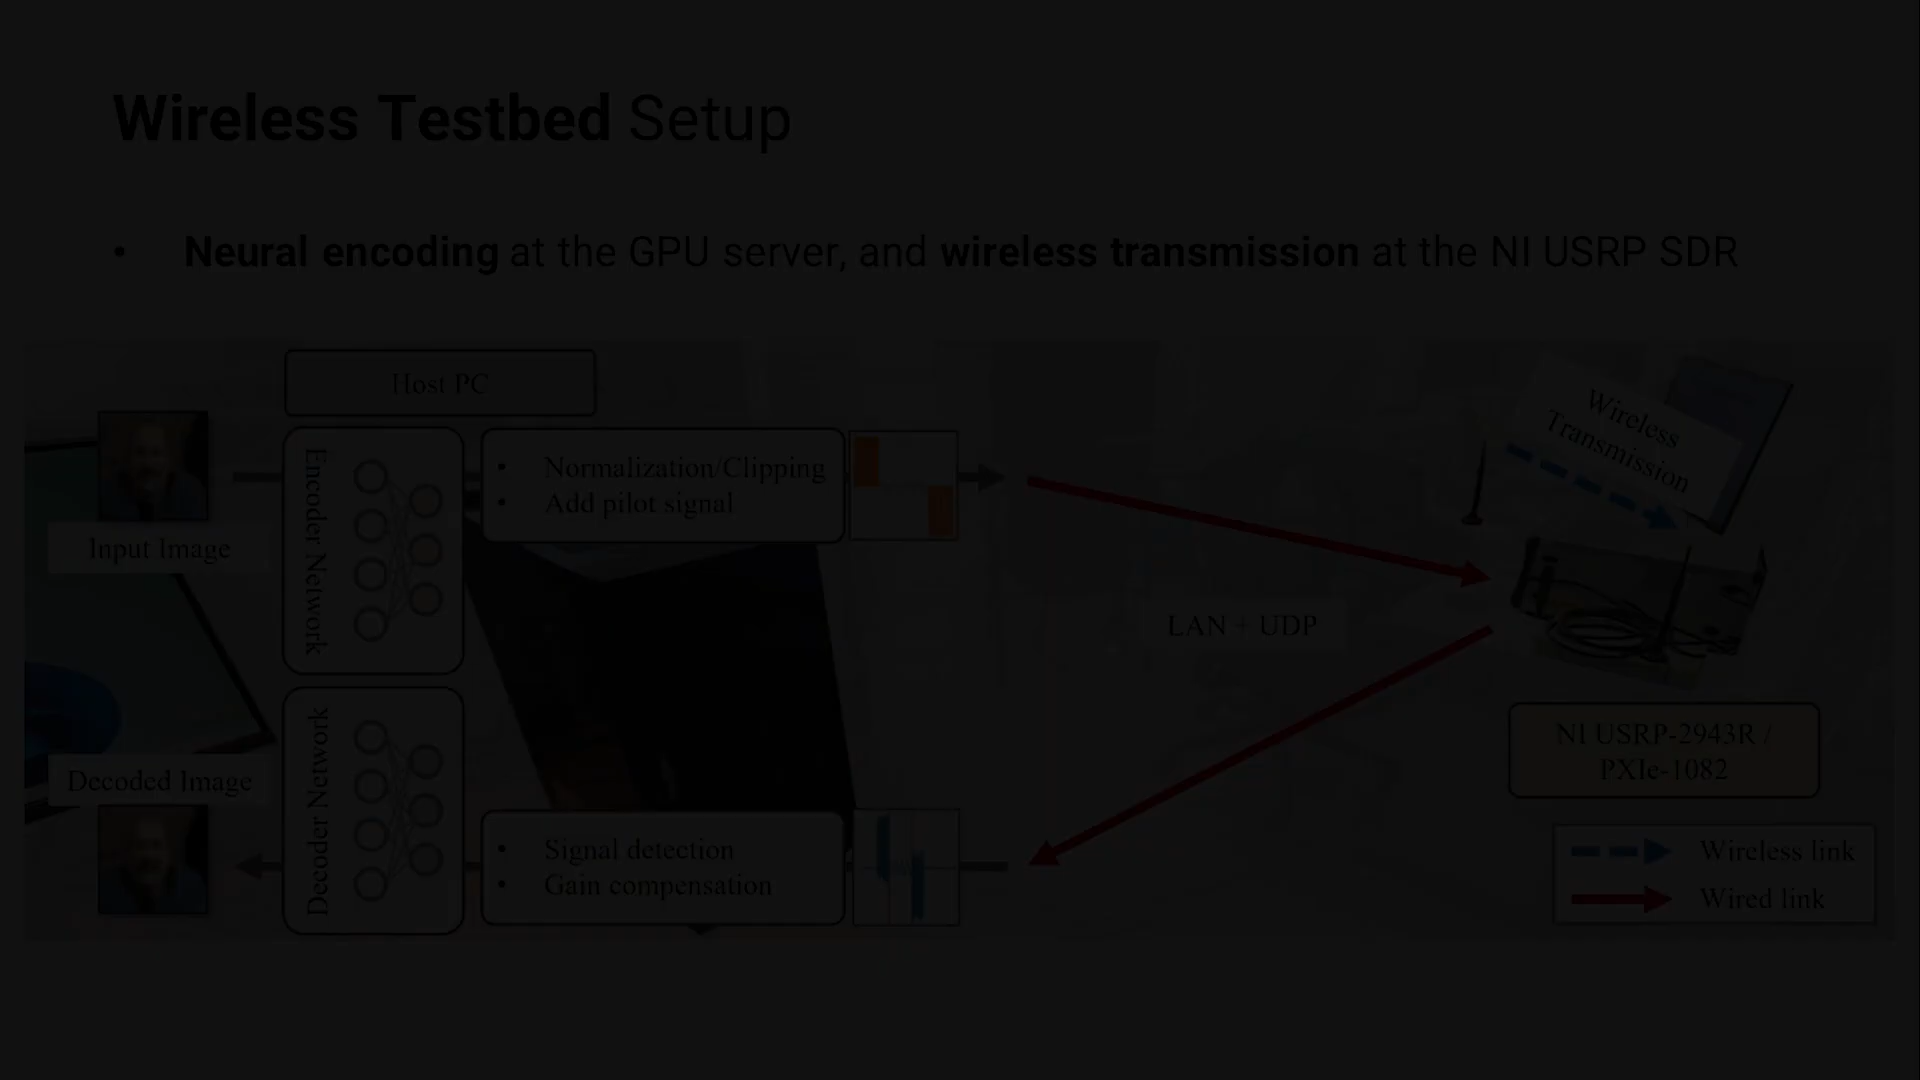 Wireless Testbed Setup
• Neural encoding at the GPU server, and wireless transmission at the NI USRP SDR
Host PC
Wireless
Transmission
Encoder Network
• Normalization/Clipping
• Add pilot signal
Input Image
LAN + UDP
NI USRP-2943R /
PXIe-1082
Decoded Image
Decoder Network
• Signal detection
• Gain compensation
Wireless link
Wired link